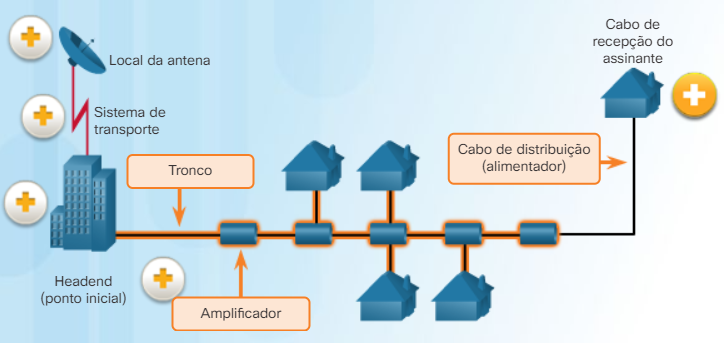 Local da antena
Sistema de
transporte
Tronco
Headend
(ponto inicial)
Amplificador
Cabo de distribuição
(alimentador)
Cabo de
recepção do
assinante